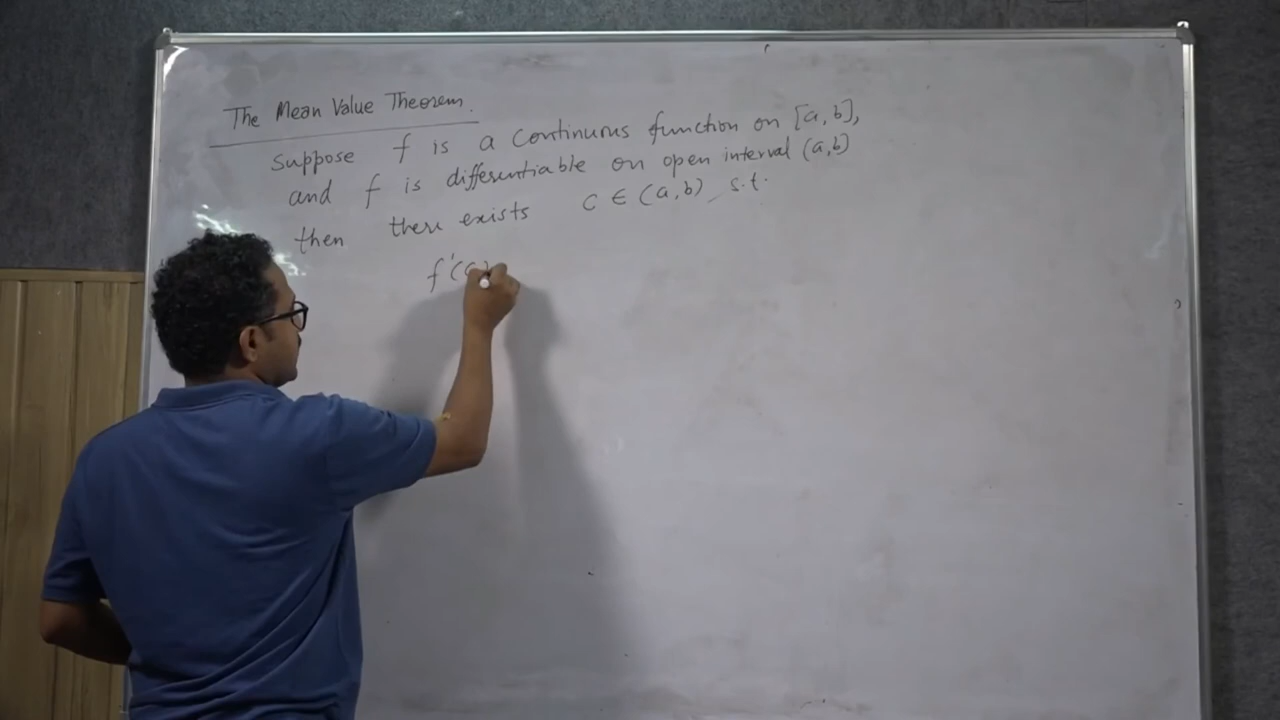 The Mean Value Theorem.
Suppose f is a continuous function on [a, b],
and f is differentiable on open interval (a, b)
then there exists c ∈ (a, b) s.t.
f'(c)